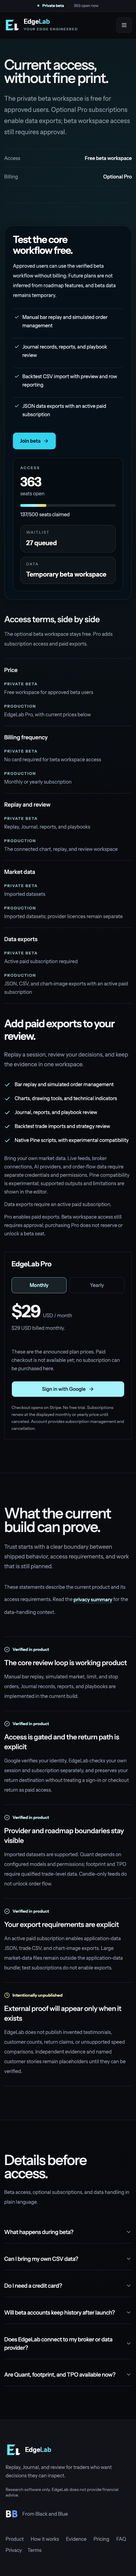 Private beta 363 open now
EL EdgeLab
YOUR EDGE ENGINEERED
Current access,
without fine print.
The private beta workspace is free for
approved users. Optional Pro subscriptions
expand data exports; core beta workspaces
still requires approval.
Access Free beta workspace
Billing Optional Pro
Test the core
workflow free.
Approved users can use the verified beta
workflow without billing. Future plans are not
inferred from roadmap features, and beta data
remains temporary.
Manual bar replay and simulated order
management
Journal records, reports, and playbook
review
Backtest CSV import with preview and row
reporting
JSON data exports with an active paid
subscription
Join beta
ACCESS
363
seats open
137/500 seats claimed
WAITLIST
27 queued
DATA
Temporary beta workspace
Access terms, side by side
The optional beta workspace stays free. Pro adds
subscription access and paid exports.
Price
PRIVATE BETA
Free workspace for approved beta users
PRODUCTION
EdgeLab Pro, with current prices below
Billing frequency
PRIVATE BETA
No card required for beta workspace access
PRODUCTION
Monthly or yearly subscription
Replay and review
PRIVATE BETA
Replay, Journal, reports, and playbooks
PRODUCTION
The connected chart, replay, and review workspace
Market data
PRIVATE BETA
Imported datasets
PRODUCTION
Imported datasets; provider licences remain separate
Data exports
PRIVATE BETA
Active paid subscription required
PRODUCTION
JSON, CSV, and chart-image exports with an active paid
subscription
Add paid exports to your
review.
Replay a session, review your decisions, and keep
the evidence in one workspace.
Bar replay and simulated order management
Charts, drawing tools, and technical indicators
Journal, reports, and playbook review
Backtest trade imports and strategy review
Native Pine scripts, with experimental compatibility
Bring your own market data. Live feeds, broker
connections, AI providers, and order-flow data require
separate credentials and permissions. Pine compatibility
is experimental; supported outputs and limitations are
shown in the editor.
Data exports require an active paid subscription.
Pro enables paid exports. Beta workspace access still
requires approval; purchasing Pro does not reserve or
unlock a beta seat.
EdgeLab Pro
Monthly Yearly
$29 USD / month
$29 USD billed monthly.
These are the announced plan prices. Paid
checkout is not available yet; no subscription can
be purchased here.
Sign in with Google
Checkout opens on Stripe. No free trial. Subscriptions
renew at the displayed monthly or yearly price until
cancelled. Account provides subscription management and
cancellation.
What the current
build can prove.
Trust starts with a clear boundary between
shipped behavior, access requirements, and work
that is still planned.
These statements describe the current product and its
access requirements. Read the privacy summary for the
data-handling context.
Verified in product
The core review loop is working product
Manual bar replay, simulated market, limit, and stop
orders, Journal records, reports, and playbooks are
implemented in the current build.
Verified in product
Access is gated and the return path is
explicit
Google verifies your identity. EdgeLab checks your own
subscription and seat separately, and preserves your
chosen destination without treating a sign-in or checkout
return as paid access.
Verified in product
Provider and roadmap boundaries stay
visible
Imported datasets are supported. Quant depends on
configured models and permissions; footprint and TPO
require qualified trade-level data. Candle-only feeds do
not unlock order flow.
Verified in product
Your export requirements are explicit
An active paid subscription enables application-data
JSON, trade CSV, and chart-image exports. Large
market data files remain outside the application-data
bundle; test subscriptions do not enable exports.
Intentionally unpublished
External proof will appear only when it
exists
EdgeLab does not publish invented testimonials,
customer counts, return claims, or unsupported speed
comparisons. Independent evidence and named
customer stories remain placeholders until they can be
verified.
Details before
access.
Beta access, optional subscriptions, and data handling in
plain language.
What happens during beta?
Can I bring my own CSV data?
Do I need a credit card?
Will beta accounts keep history after launch?
Does EdgeLab connect to my broker or data
provider?
Are Quant, footprint, and TPO available now?
EL EdgeLab
Replay, Journal, and review for traders who want
decisions they can inspect.
Research software only. EdgeLab does not provide financial
advice.
BB From Black and Blue
Product How it works Evidence Pricing FAQ
Privacy Terms